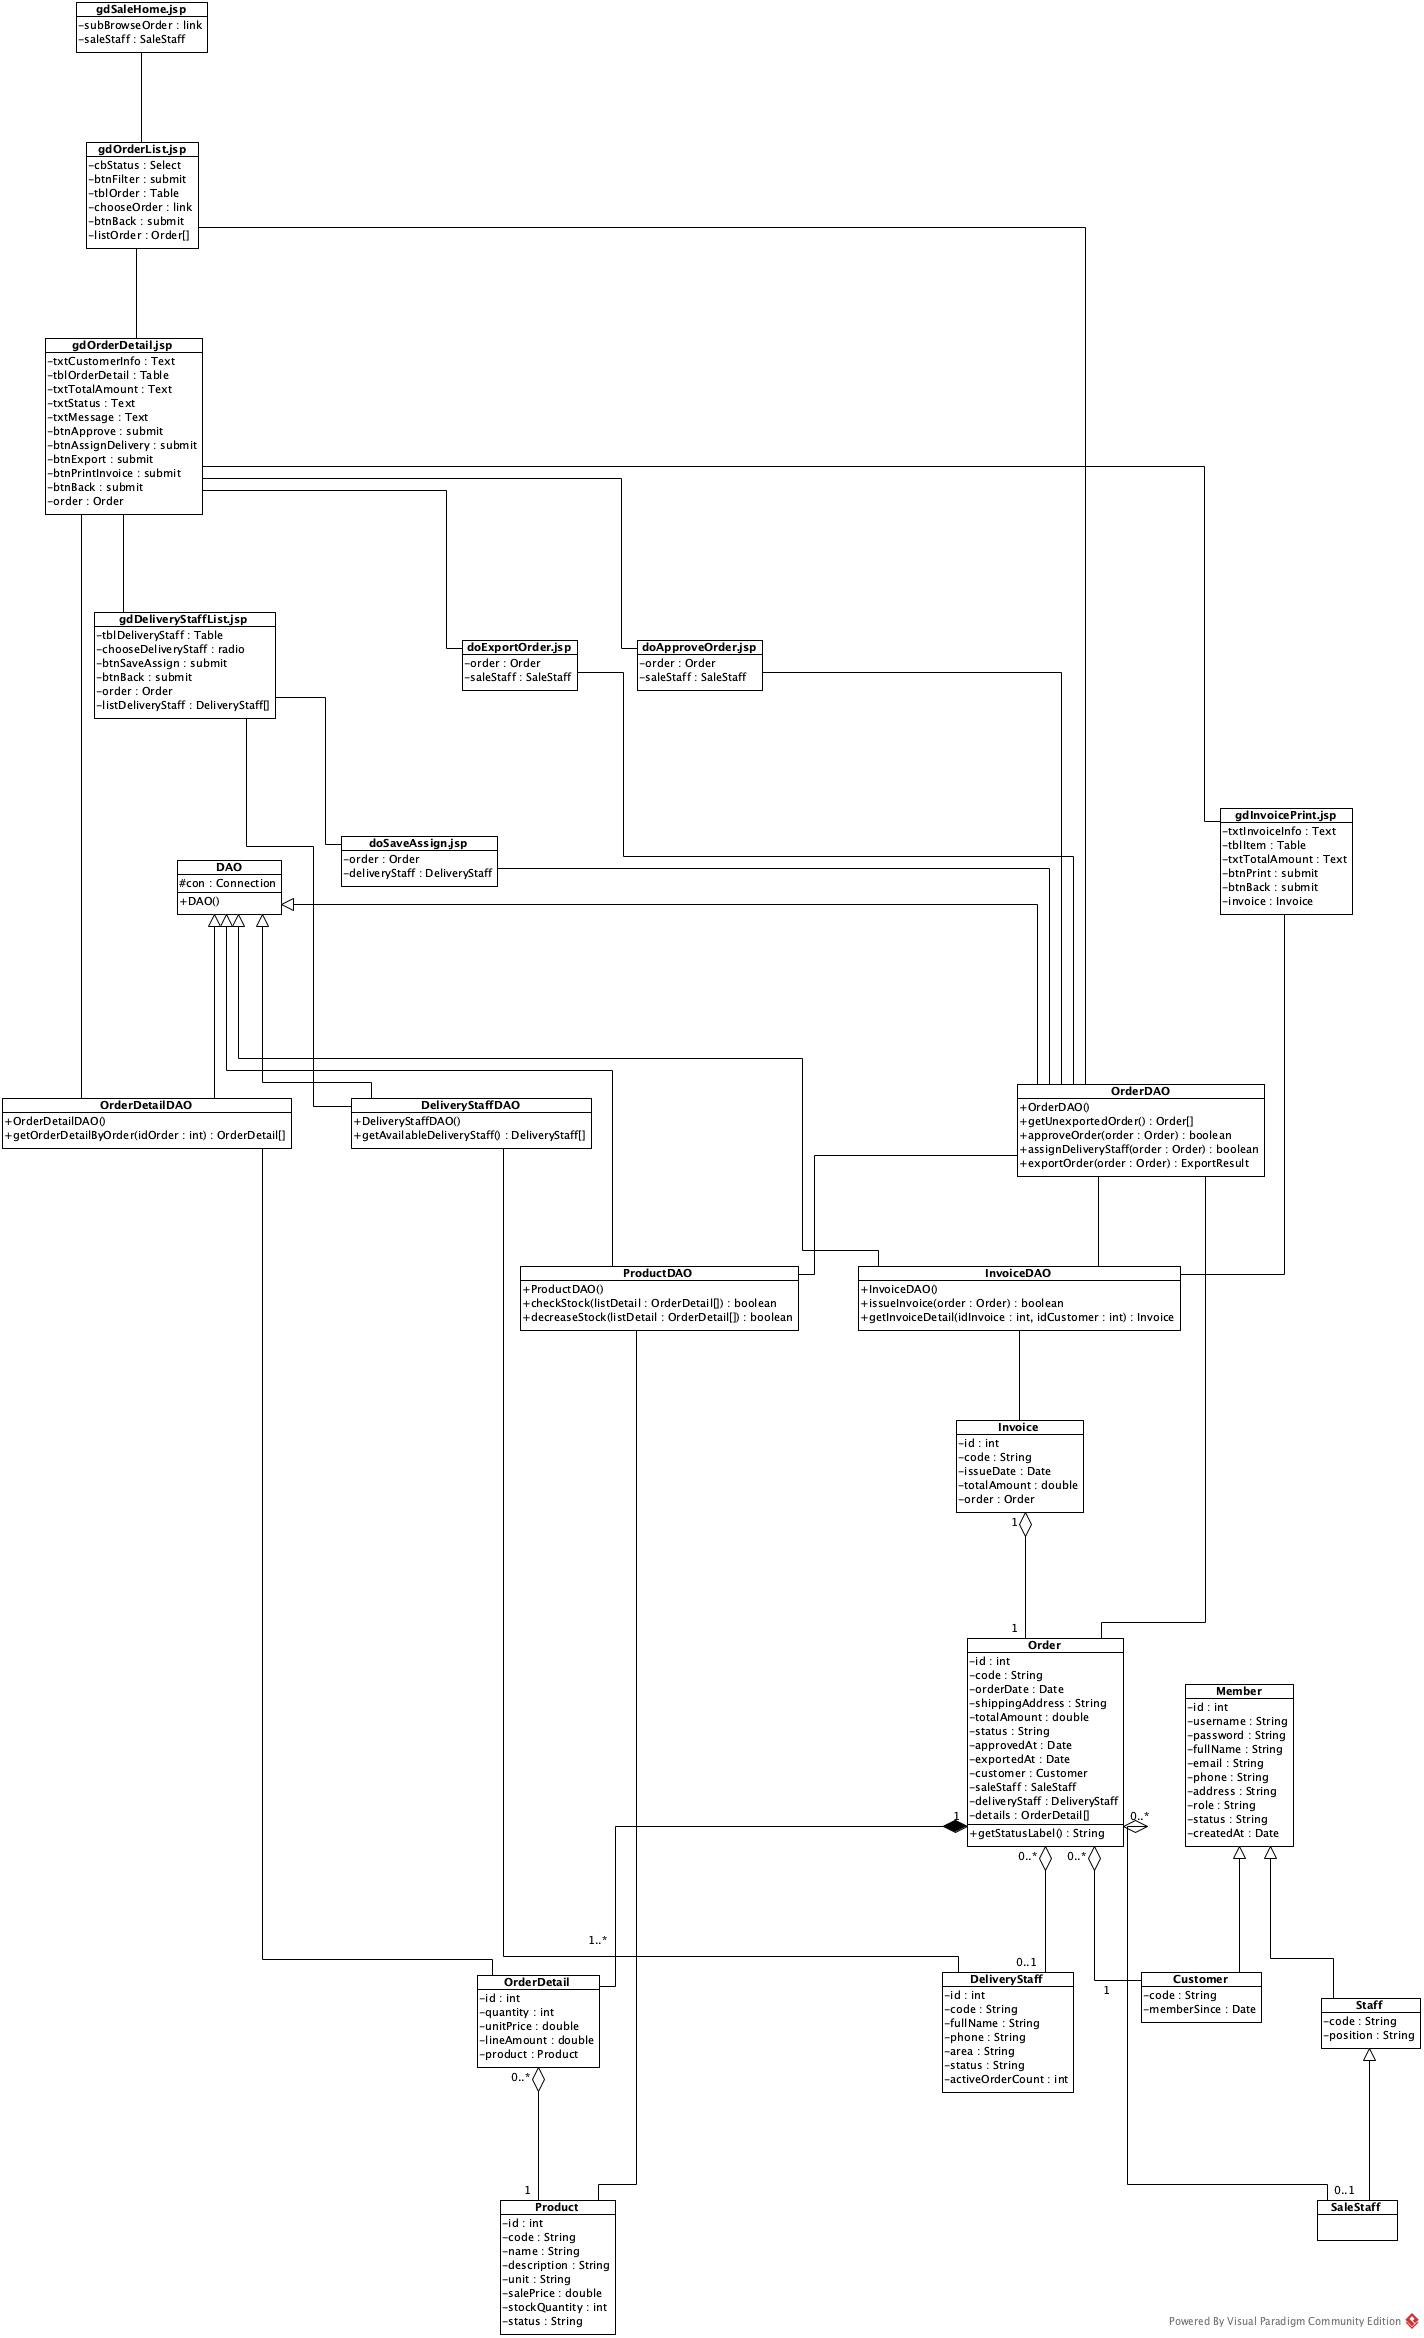 gdSaleHome.jsp
-subBrowseOrder : link
-saleStaff : SaleStaff
gdOrderList.jsp
-cbStatus : Select
-btnFilter : submit
-tblOrder : Table
-chooseOrder : link
-btnBack : submit
-listOrder : Order[]
gdOrderDetail.jsp
-txtCustomerInfo : Text
-tblOrderDetail : Table
-txtTotalAmount : Text
-txtStatus : Text
-txtMessage : Text
-btnApprove : submit
-btnAssignDelivery : submit
-btnExport : submit
-btnPrintInvoice : submit
-btnBack : submit
-order : Order
gdDeliveryStaffList.jsp
-tblDeliveryStaff : Table
-chooseDeliveryStaff : radio
-btnSaveAssign : submit
-btnBack : submit
-order : Order
-listDeliveryStaff : DeliveryStaff[]
doExportOrder.jsp
-order : Order
-saleStaff : SaleStaff
doApproveOrder.jsp
-order : Order
-saleStaff : SaleStaff
gdInvoicePrint.jsp
-txtInvoiceInfo : Text
-tblItem : Table
-txtTotalAmount : Text
-btnPrint : submit
-btnBack : submit
-invoice : Invoice
doSaveAssign.jsp
-order : Order
-deliveryStaff : DeliveryStaff
DAO
#con : Connection
+DAO()
OrderDetailDAO
+OrderDetailDAO()
+getOrderDetailByOrder(idOrder : int) : OrderDetail[]
DeliveryStaffDAO
+DeliveryStaffDAO()
+getAvailableDeliveryStaff() : DeliveryStaff[]
OrderDAO
+OrderDAO()
+getUnexportedOrder() : Order[]
+approveOrder(order : Order) : boolean
+assignDeliveryStaff(order : Order) : boolean
+exportOrder(order : Order) : ExportResult
ProductDAO
+ProductDAO()
+checkStock(listDetail : OrderDetail[]) : boolean
+decreaseStock(listDetail : OrderDetail[]) : boolean
InvoiceDAO
+InvoiceDAO()
+issueInvoice(order : Order) : boolean
+getInvoiceDetail(idInvoice : int, idCustomer : int) : Invoice
Invoice
-id : int
-code : String
-issueDate : Date
-totalAmount : double
-order : Order
1
1
Order
-id : int
-code : String
-orderDate : Date
-shippingAddress : String
-totalAmount : double
-status : String
-approvedAt : Date
-exportedAt : Date
-customer : Customer
-saleStaff : SaleStaff
-deliveryStaff : DeliveryStaff
-details : OrderDetail[]
+getStatusLabel() : String
Member
-id : int
-username : String
-password : String
-fullName : String
-email : String
-phone : String
-address : String
-role : String
-status : String
-createdAt : Date
1
0..*
0..*
0..*
1..*
0..1
1
OrderDetail
-id : int
-quantity : int
-unitPrice : double
-lineAmount : double
-product : Product
DeliveryStaff
-id : int
-code : String
-fullName : String
-phone : String
-area : String
-status : String
-activeOrderCount : int
Customer
-code : String
-memberSince : Date
Staff
-code : String
-position : String
0..*
1
0..1
Product
-id : int
-code : String
-name : String
-description : String
-unit : String
-salePrice : double
-stockQuantity : int
-status : String
SaleStaff
Powered By Visual Paradigm Community Edition